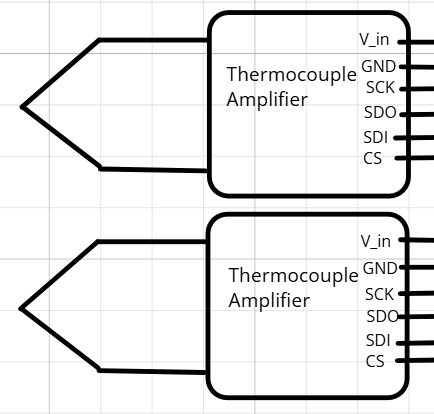 V_in
GND
Thermocouple
Amplifier
SCK
SDO
SDI
CS
V_in
GND
Thermocouple
Amplifier
SCK
SDO
SDI
CS